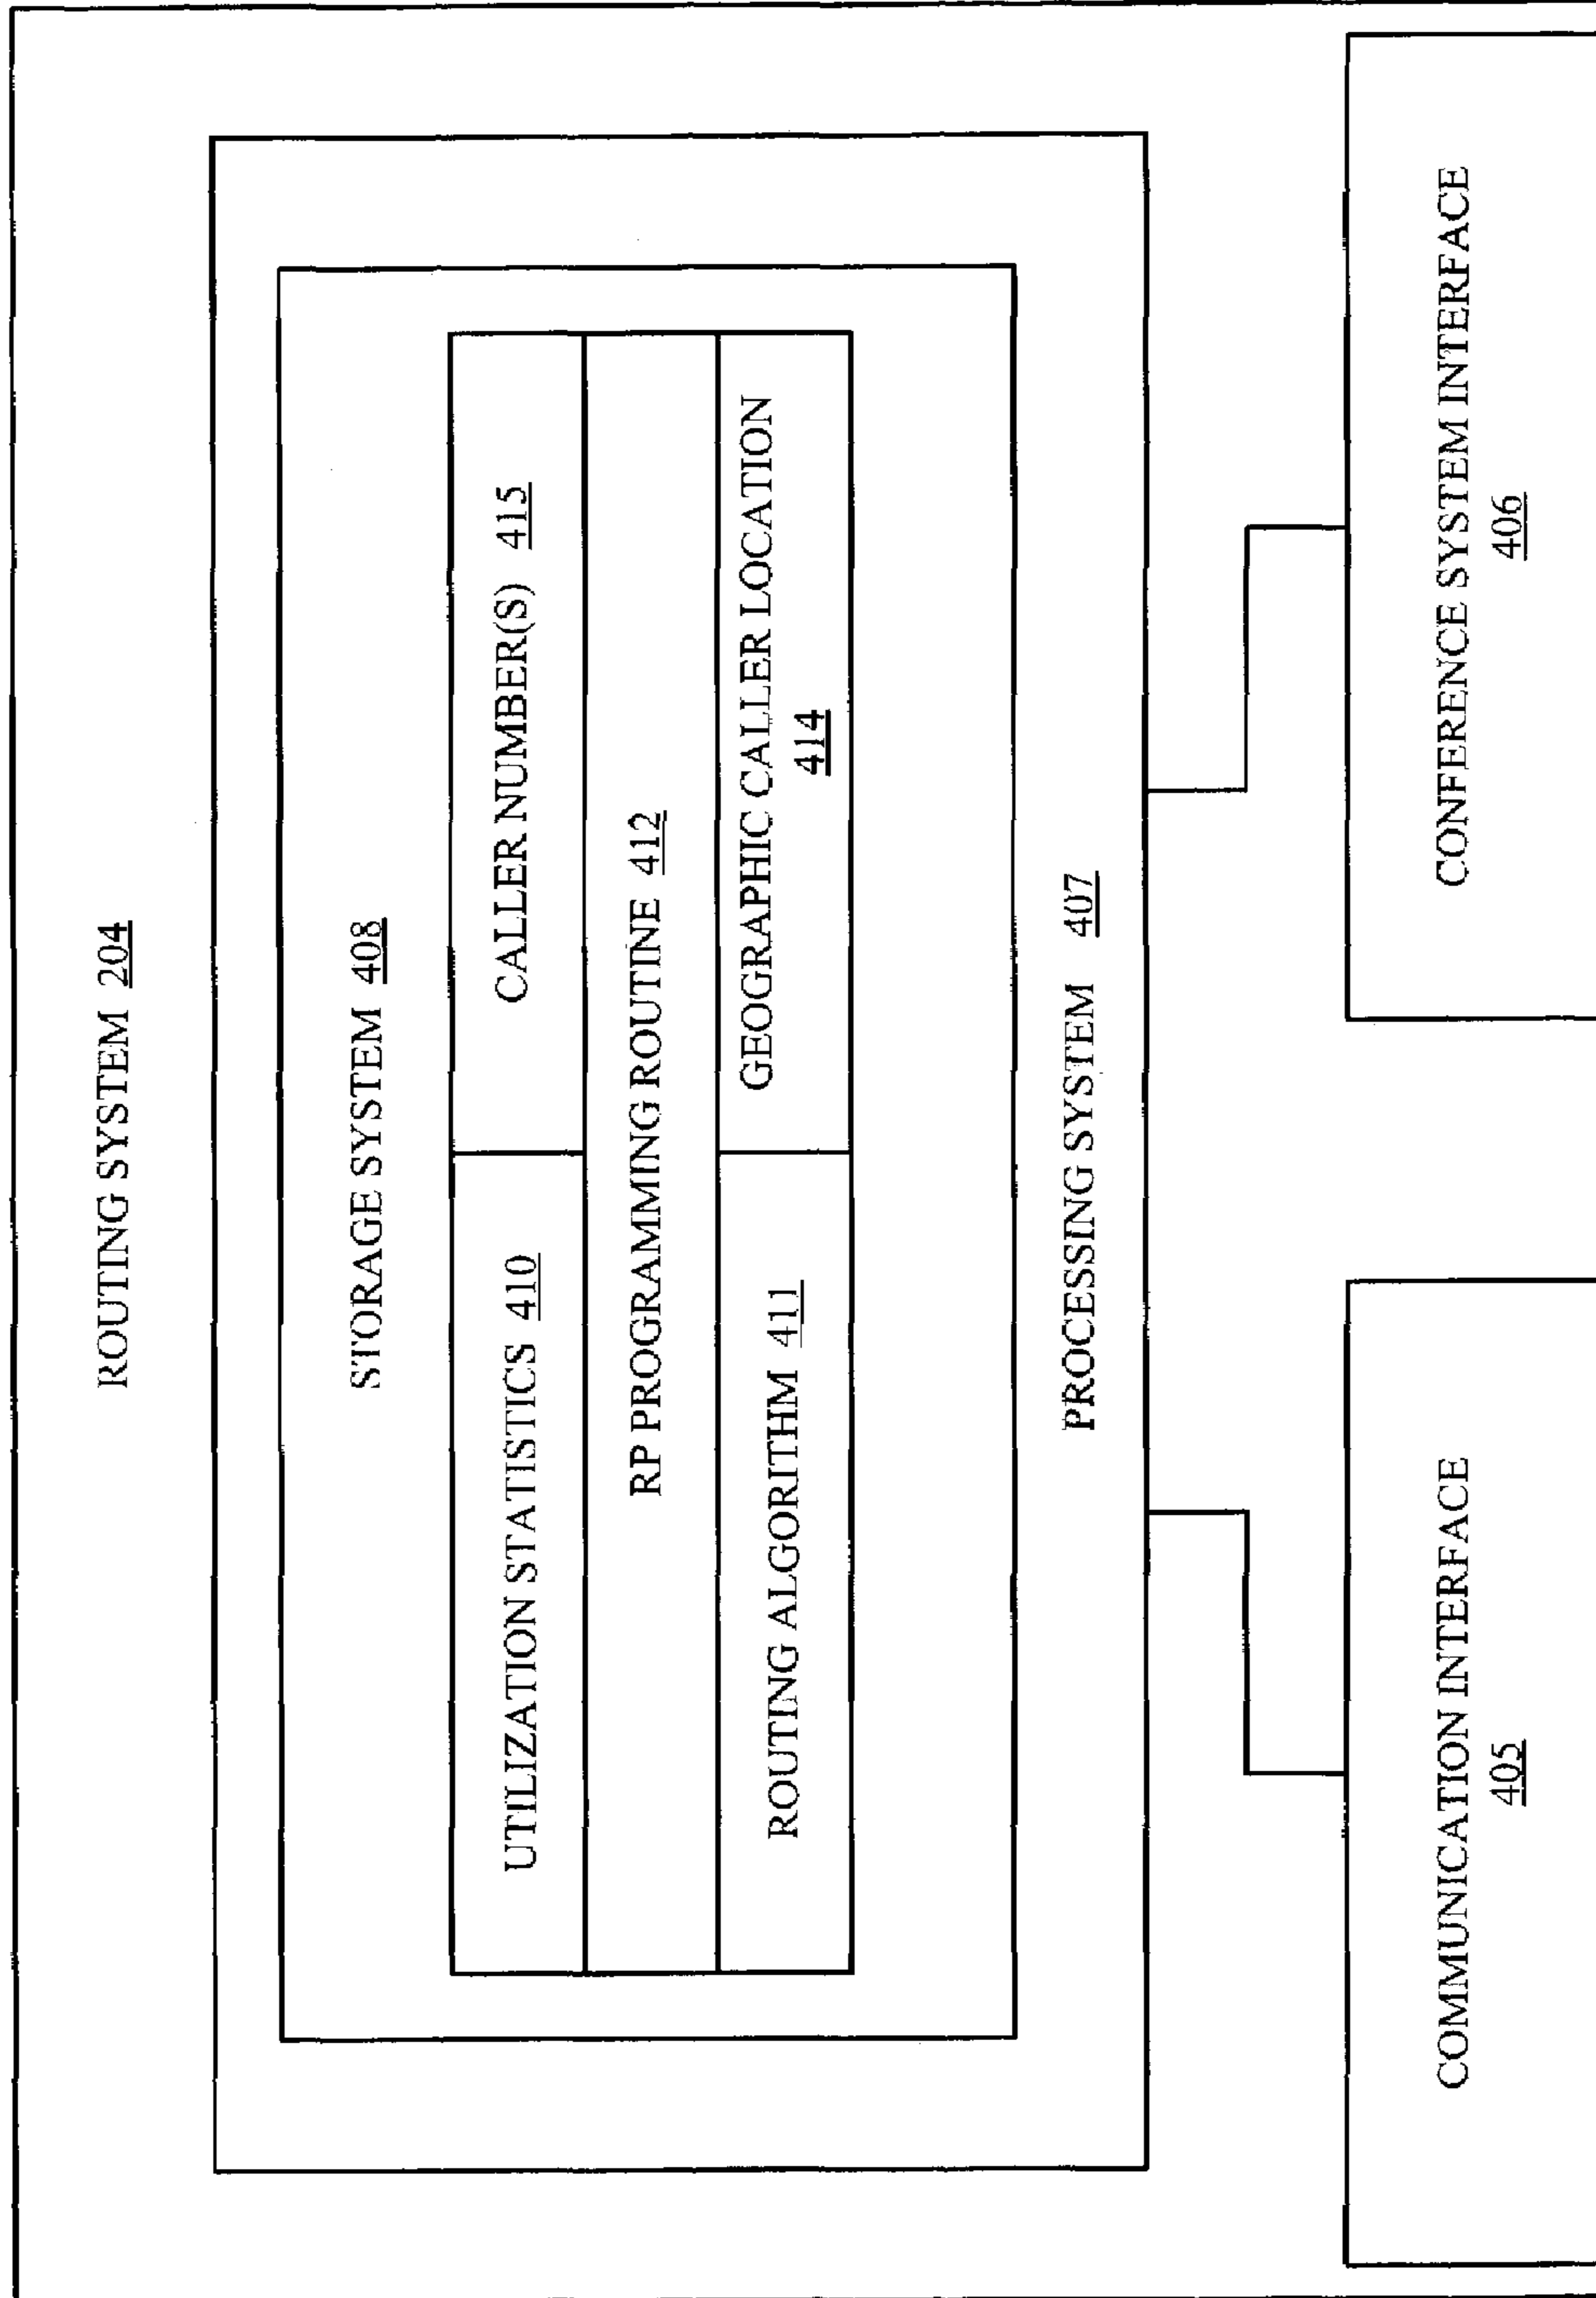 ROUTING SYSTEM 204
STORAGE SYSTEM 408
UTILIZATION STATISTICS 410
CALLER NUMBER(S) 415
RP PROGRAMMING ROUTINE 412
ROUTING ALGORITHM 411
GEOGRAPHIC CALLER LOCATION
414
PROCESSING SYSTEM 407
COMMUNICATION INTERFACE
405
CONFERENCE SYSTEM INTERFACE
406